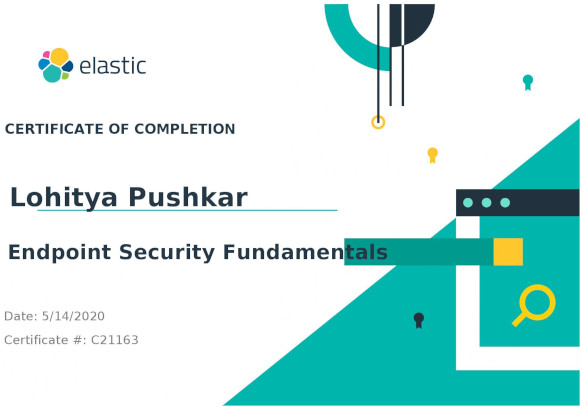 elastic
CERTIFICATE OF COMPLETION
Lohitya Pushkar
Endpoint Security Fundamentals
Date: 5/14/2020
Certificate #: C21163